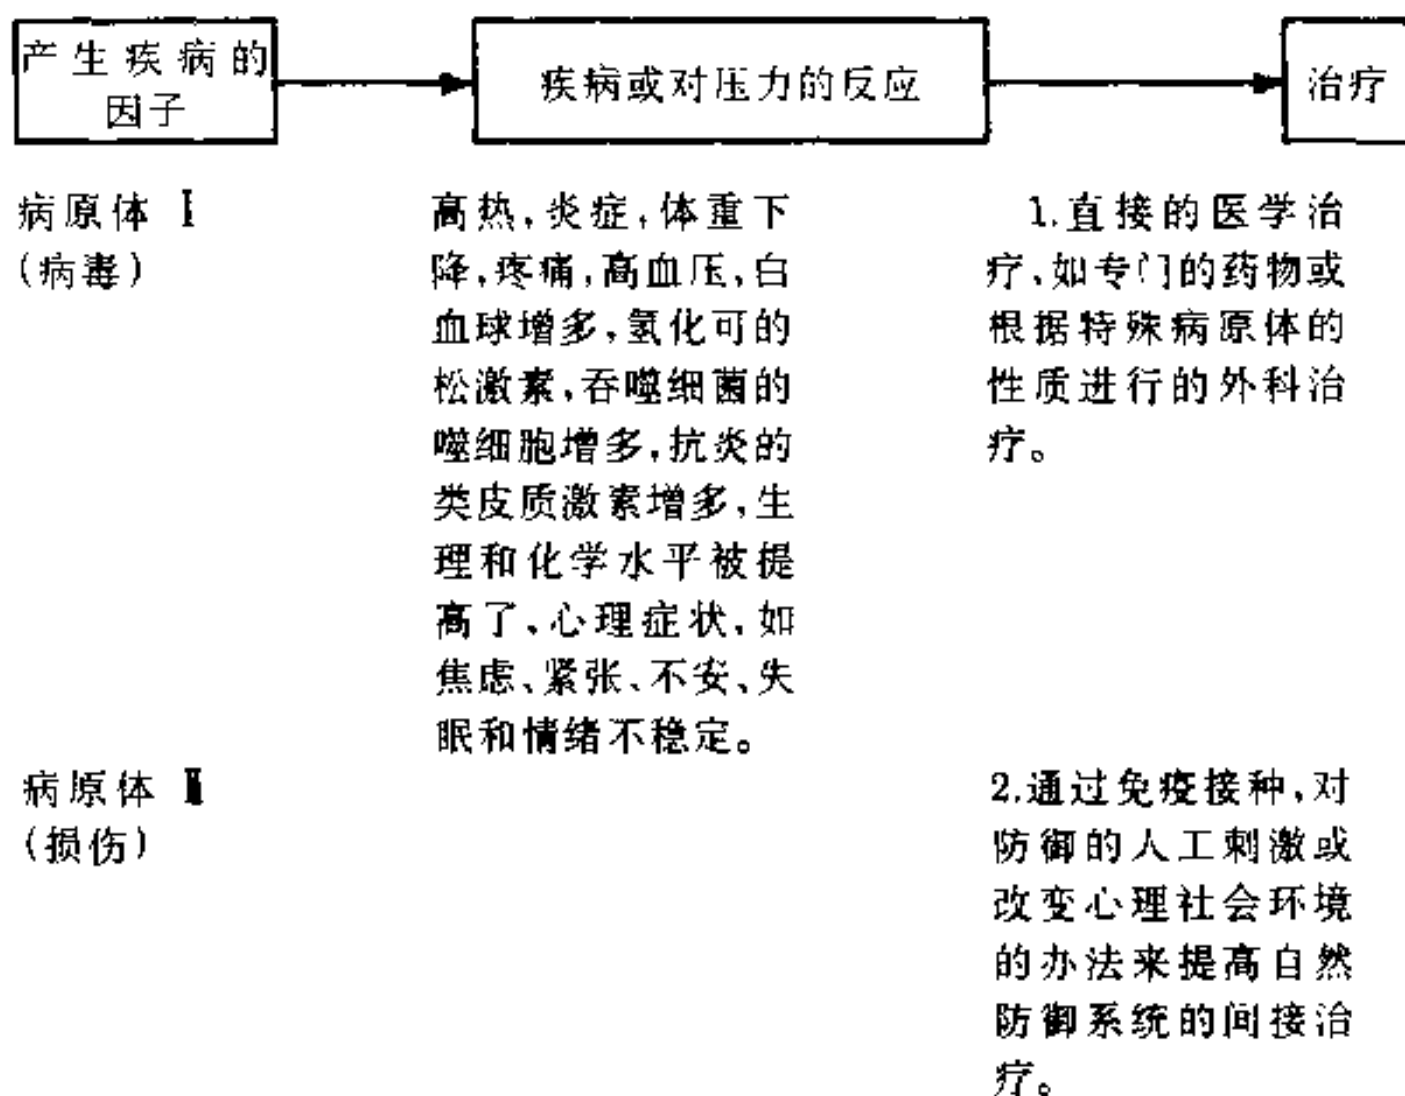 产生疾病的
因子
疾病或对压力的反应
治疗
病原体 Ⅰ
(病毒)
高热,炎症,体重下
降,疼痛,高血压,白
血球增多,氢化可的
松激素,吞噬细菌的
噬细胞增多,抗炎的
类皮质激素增多,生
理和化学水平被提
高了、心理症状,如
焦虑、紧张、不安、失
眠和情绪不稳定。
1.直接的医学治
疗、如专门的药物或
根据特殊病原体的
性质进行的外科治
疗。
病原体 Ⅱ
(损伤)
2.通过免疫接种,对
防御的人工刺激或
改变心理社会环境
的办法来提高自然
防御系统的间接治
疗。